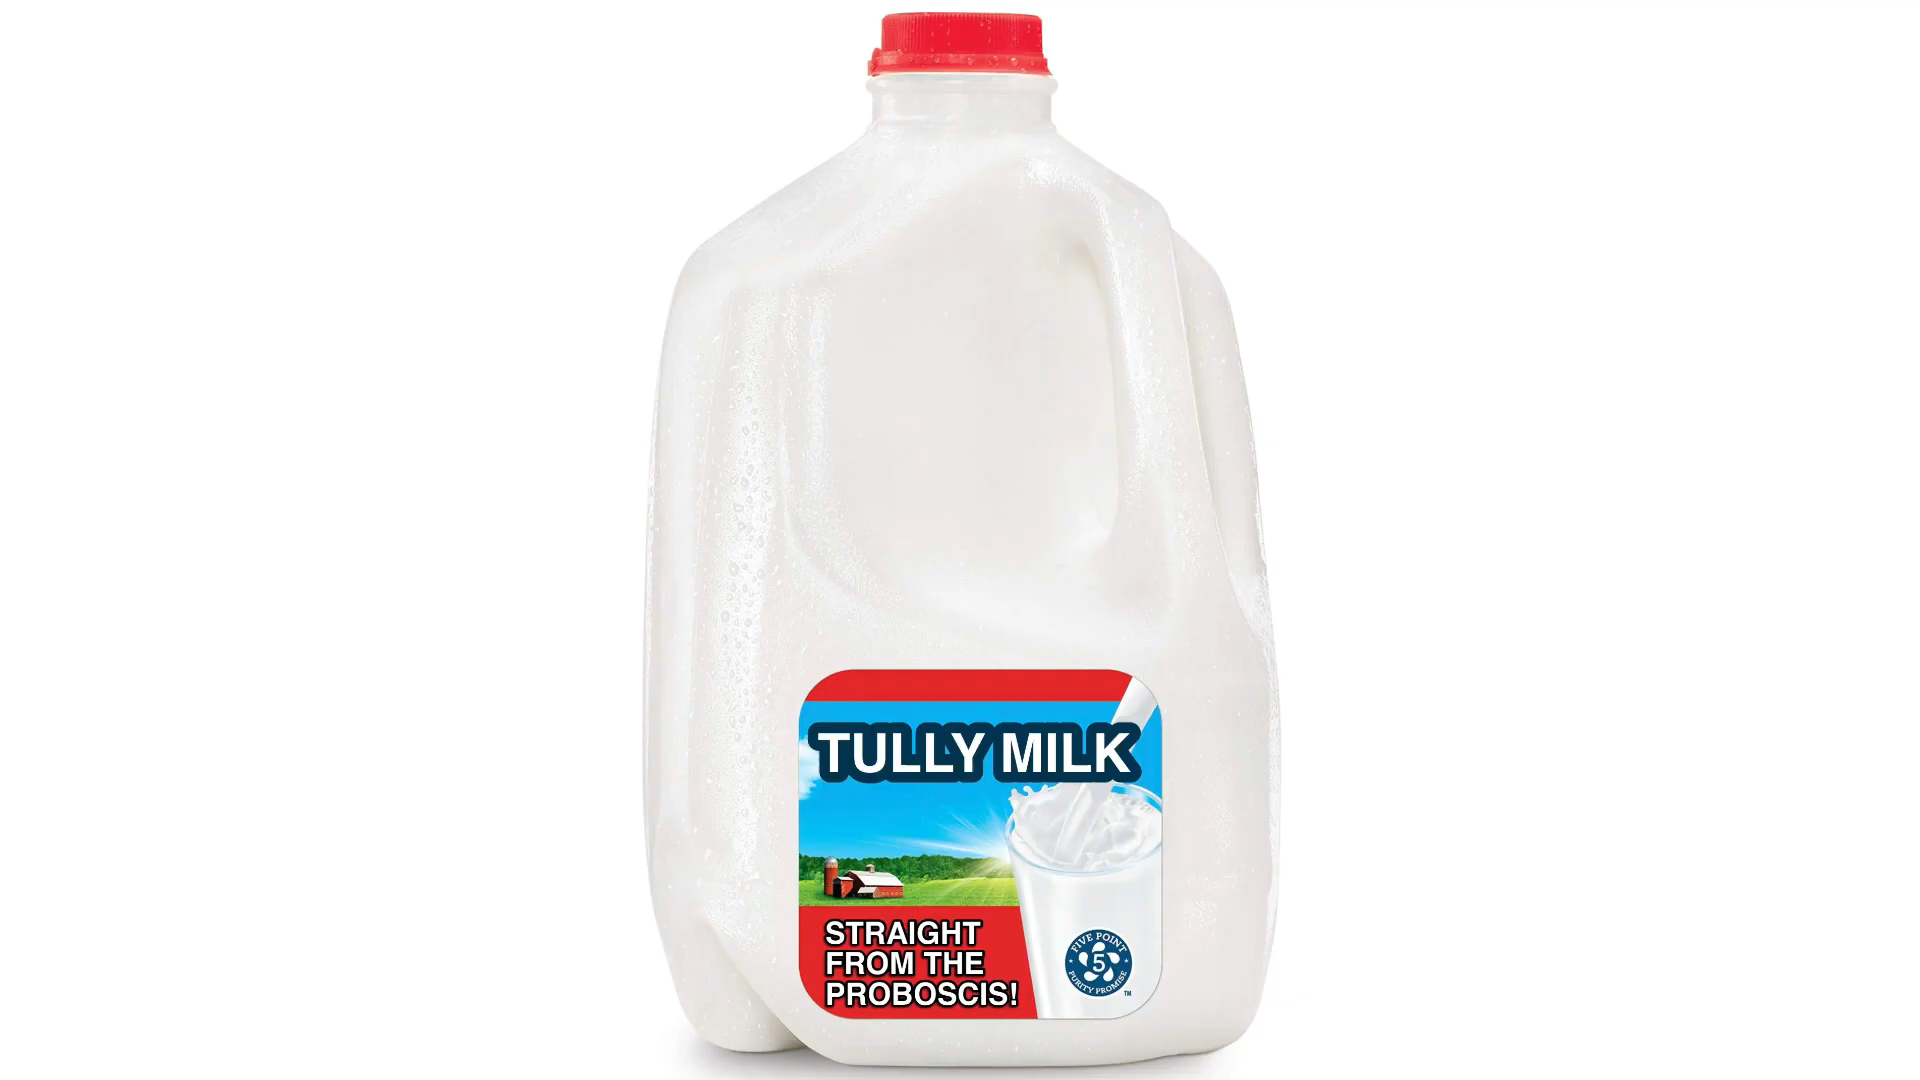 TULLY MILK
STRAIGHT
FROM THE
PROBOSCIS!
FIVE POINT
5
PURITY PROMISE
TM